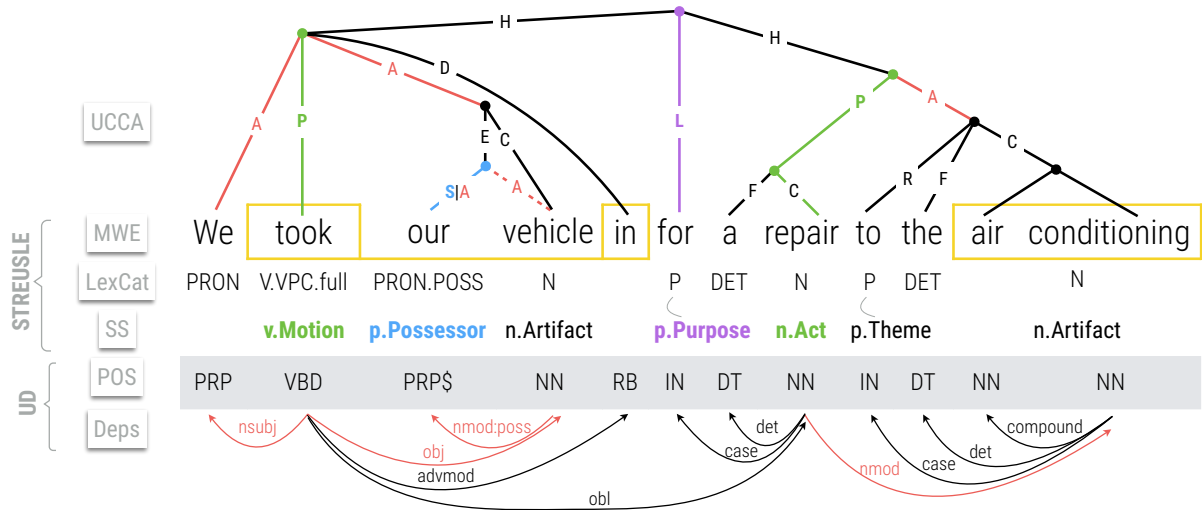 H
H
A
P
A
D
L
P
A
UCCA
E
C
F
C
R
F
C
S|A
A
STREUSLE
MWE
We took our vehicle in for a repair to the air conditioning
LexCat
PRON V.VPC.full PRON.POSS N P DET N P DET N
SS
v.Motion p.Possessor n.Artifact p.Purpose n.Act p.Theme n.Artifact
UD
POS
PRP VBD PRP$ NN RB IN DT NN IN DT NN NN
Deps
nsubj
obj
nmod:poss
advmod
obl
case
det
nmod
case
det
compound